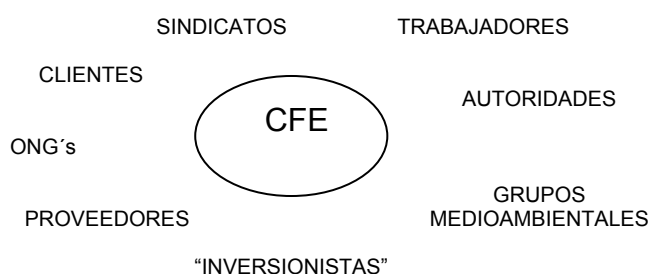 SINDICATOS
TRABAJADORES
CLIENTES
AUTORIDADES
CFE
ONG´s
GRUPOS
MEDIOAMBIENTALES
PROVEEDORES
“INVERSIONISTAS”